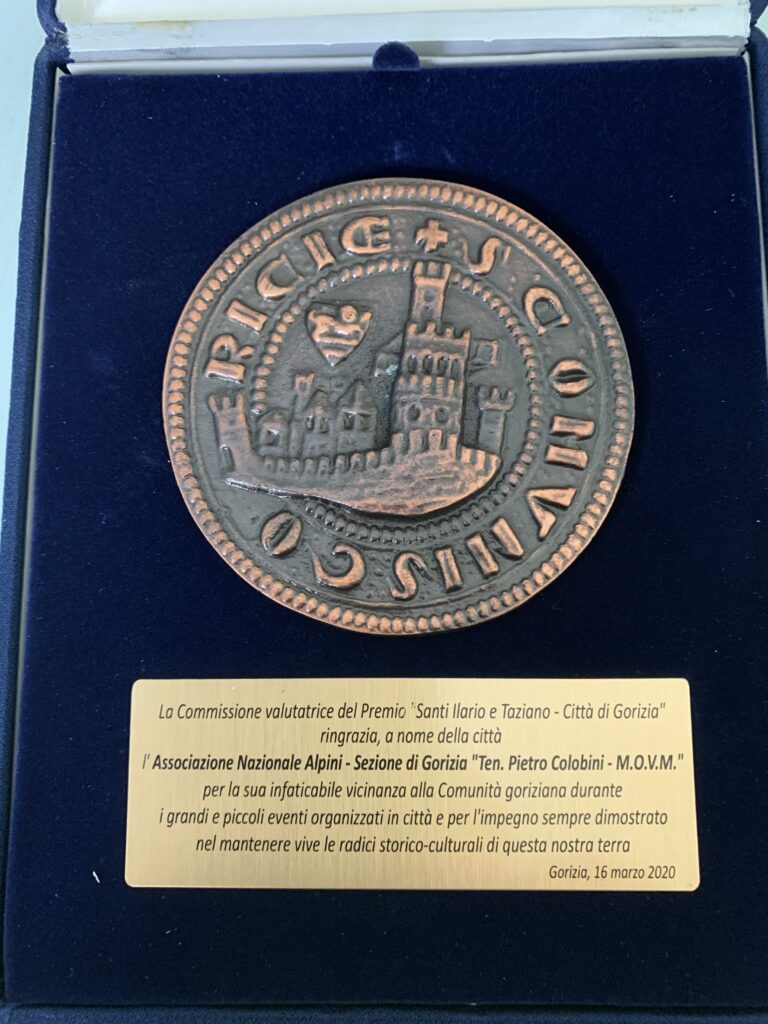 + S. COMVNIS GORICIE
La Commissione valutatrice del Premio "Santi Ilario e Taziano - Città di Gorizia"
ringrazia, a nome della città
l' Associazione Nazionale Alpini - Sezione di Gorizia "Ten. Pietro Colobini - M.O.V.M."
per la sua infaticabile vicinanza alla Comunità goriziana durante
i grandi e piccoli eventi organizzati in città e per l'impegno sempre dimostrato
nel mantenere vive le radici storico-culturali di questa nostra terra
Gorizia, 16 marzo 2020